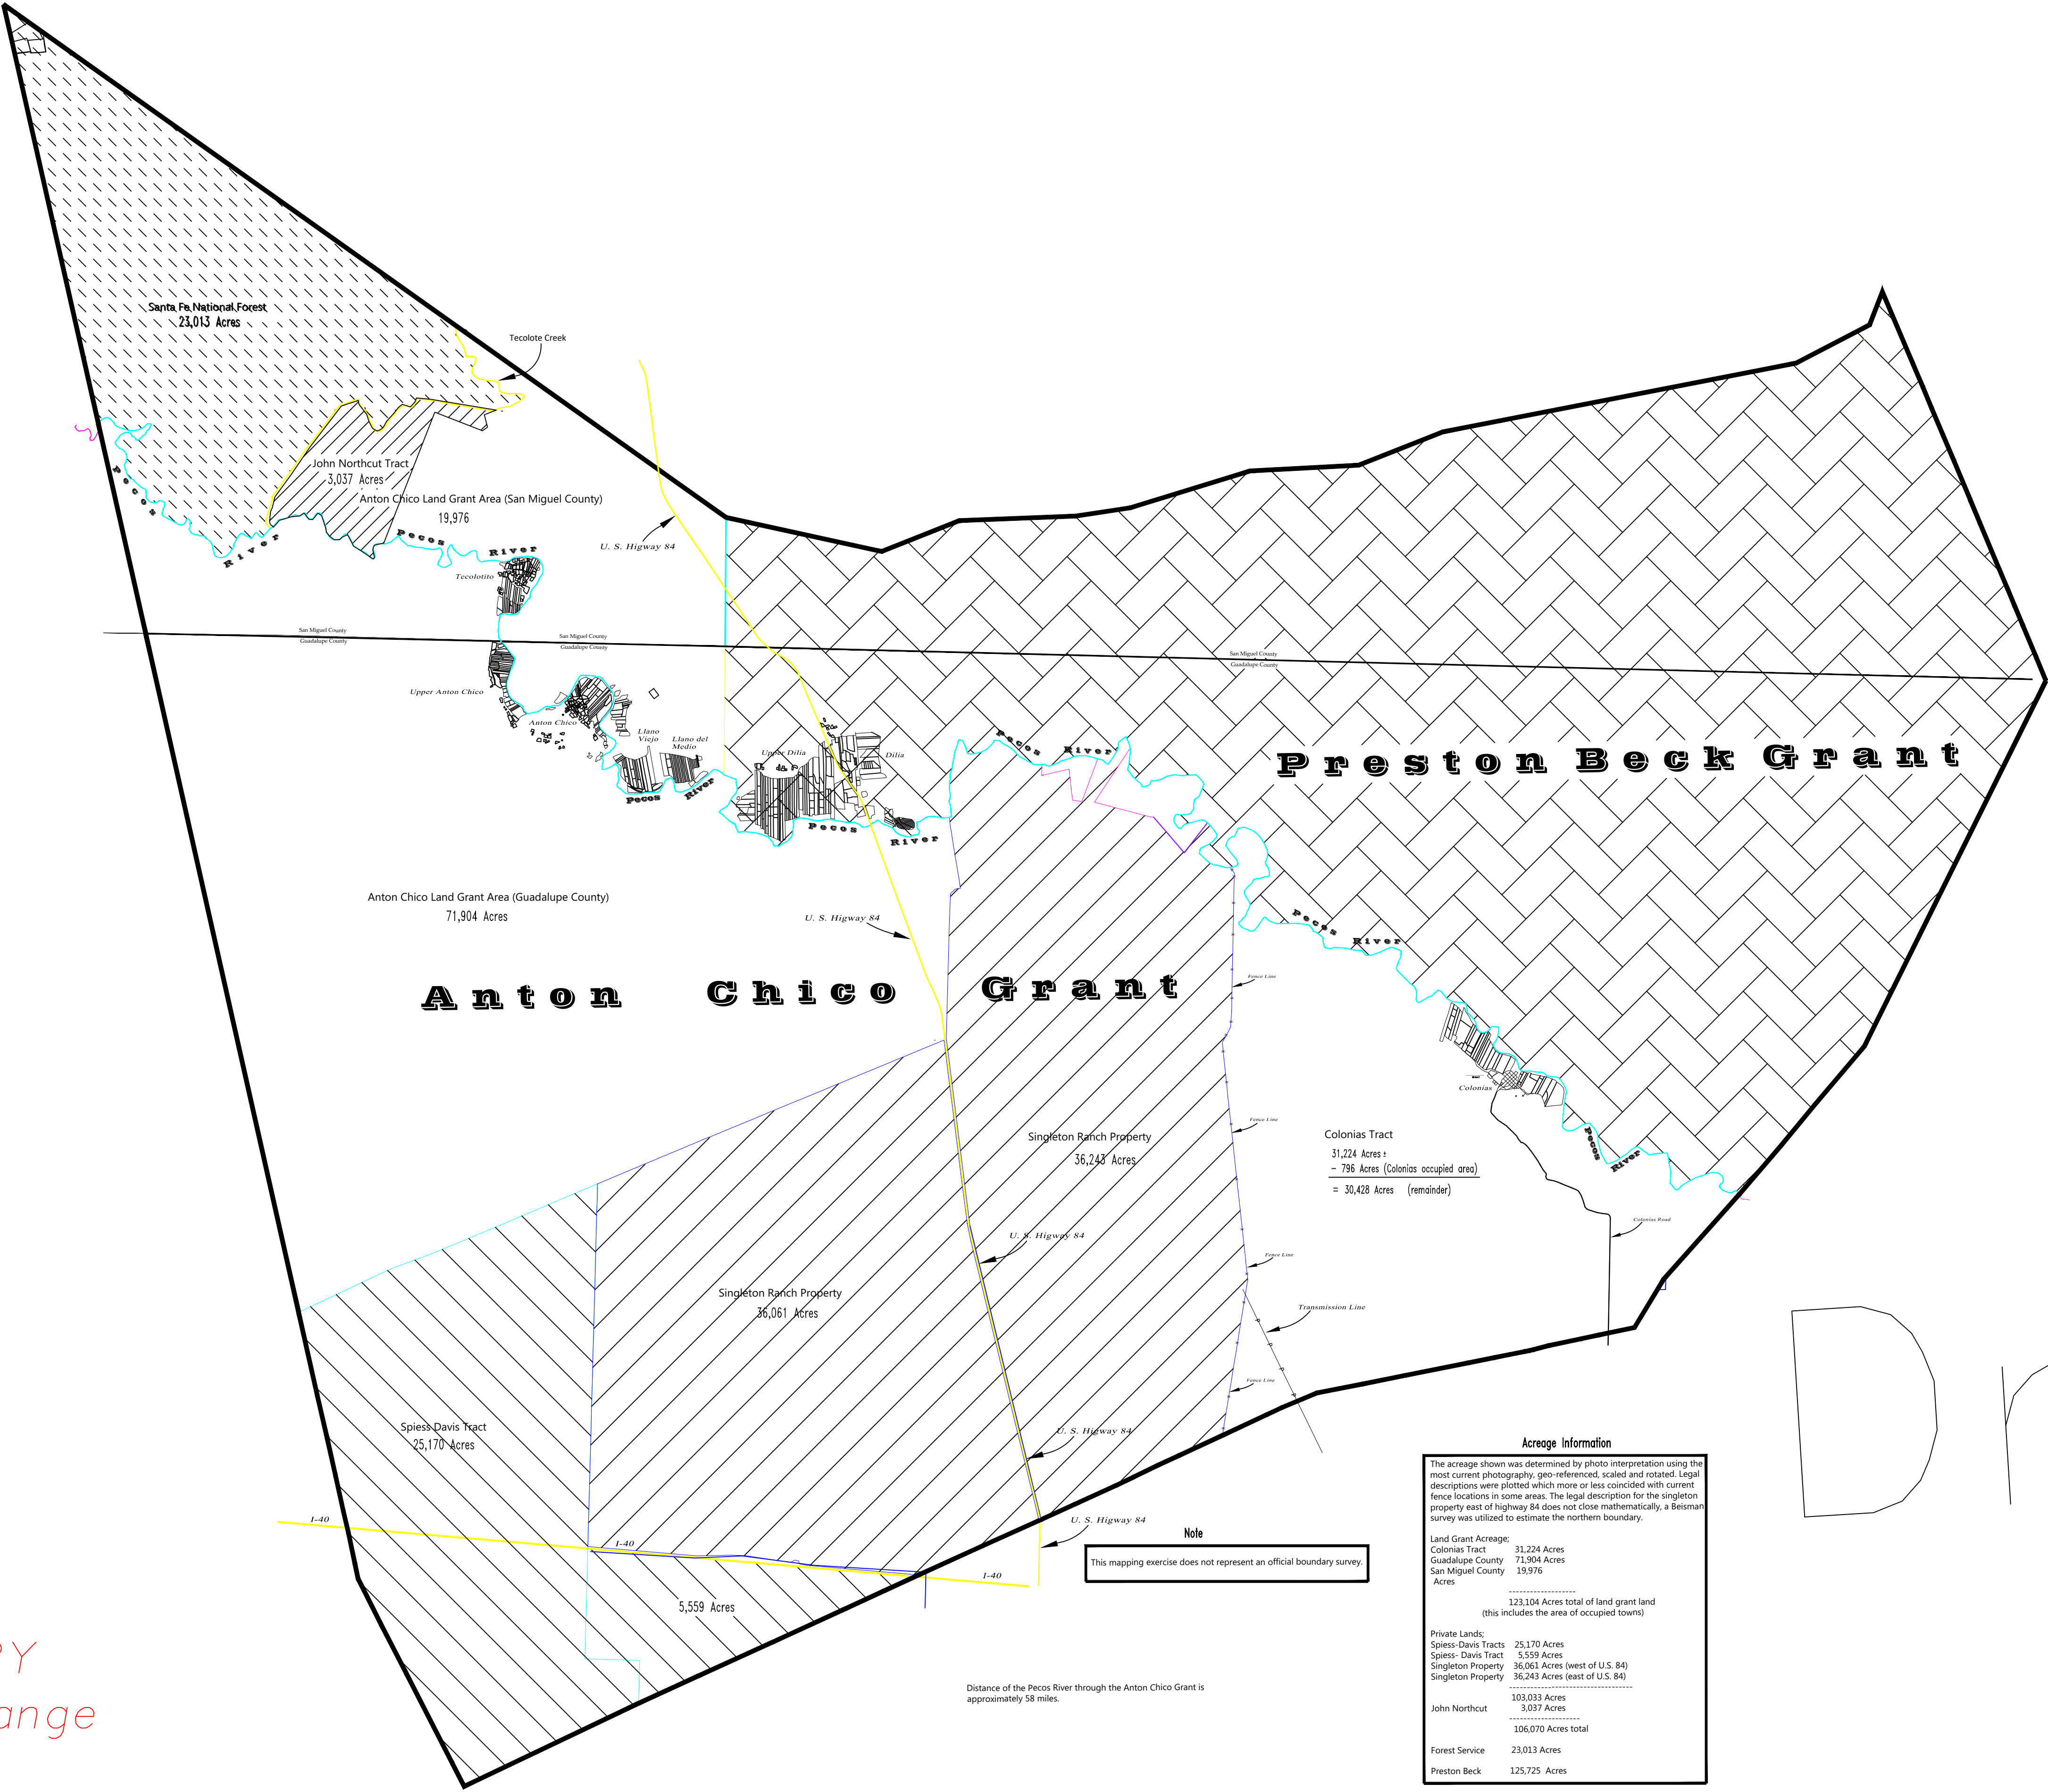 Santa Fe National Forest
23,013 Acres
Tecolote Creek
John Northcut Tract
3,037 Acres
Anton Chico Land Grant Area (San Miguel County)
19,976
Pecos
River
Pecos
River
U. S. Higway 84
Tecolotito
San Miguel County
Guadalupe County
San Miguel County
Guadalupe County
San Miguel County
Guadalupe County
Upper Anton Chico
Anton Chico
Llano
Viejo
Llano del
Medio
Upper Dilia
Dilia
Pecos
River
Pecos
River
Pecos
River
Preston Beck Grant
Anton Chico Land Grant Area (Guadalupe County)
71,904 Acres
U. S. Higway 84
Pecos
River
Anton Chico Grant
Fence Line
Colonias
Fence Line
Singleton Ranch Property
36,243 Acres
Colonias Tract
31,224 Acres ±
- 796 Acres (Colonias occupied area)
= 30,428 Acres (remainder)
Pecos
River
Colonias Road
U. S. Higway 84
Fence Line
Singleton Ranch Property
36,061 Acres
Transmission Line
Fence Line
Spiess Davis Tract
25,170 Acres
U. S. Higway 84
I-40
I-40
I-40
U. S. Higway 84
5,559 Acres
Note
This mapping exercise does not represent an official boundary survey.
Distance of the Pecos River through the Anton Chico Grant is
approximately 58 miles.
Acreage Information
The acreage shown was determined by photo interpretation using the
most current photography, geo-referenced, scaled and rotated. Legal
descriptions were plotted which more or less coincided with current
fence locations in some areas. The legal description for the singleton
property east of highway 84 does not close mathematically, a Beisman
survey was utilized to estimate the northern boundary.
Land Grant Acreage;
Colonias Tract 31,224 Acres
Guadalupe County 71,904 Acres
San Miguel County 19,976
Acres
-------------------
123,104 Acres total of land grant land
(this includes the area of occupied towns)
Private Lands;
Spiess-Davis Tracts 25,170 Acres
Spiess- Davis Tract 5,559 Acres
Singleton Property 36,061 Acres (west of U.S. 84)
Singleton Property 36,243 Acres (east of U.S. 84)
-----------------------------------
103,033 Acres
John Northcut 3,037 Acres
--------------------
106,070 Acres total
Forest Service 23,013 Acres
Preston Beck 125,725 Acres
PY
ange
Dr